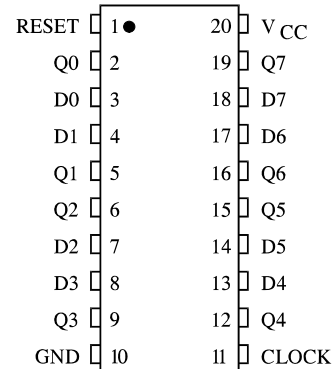 RESET 1 20 V CC
Q0 2 19 Q7
D0 3 18 D7
D1 4 17 D6
Q1 5 16 Q6
Q2 6 15 Q5
D2 7 14 D5
D3 8 13 D4
Q3 9 12 Q4
GND 10 11 CLOCK